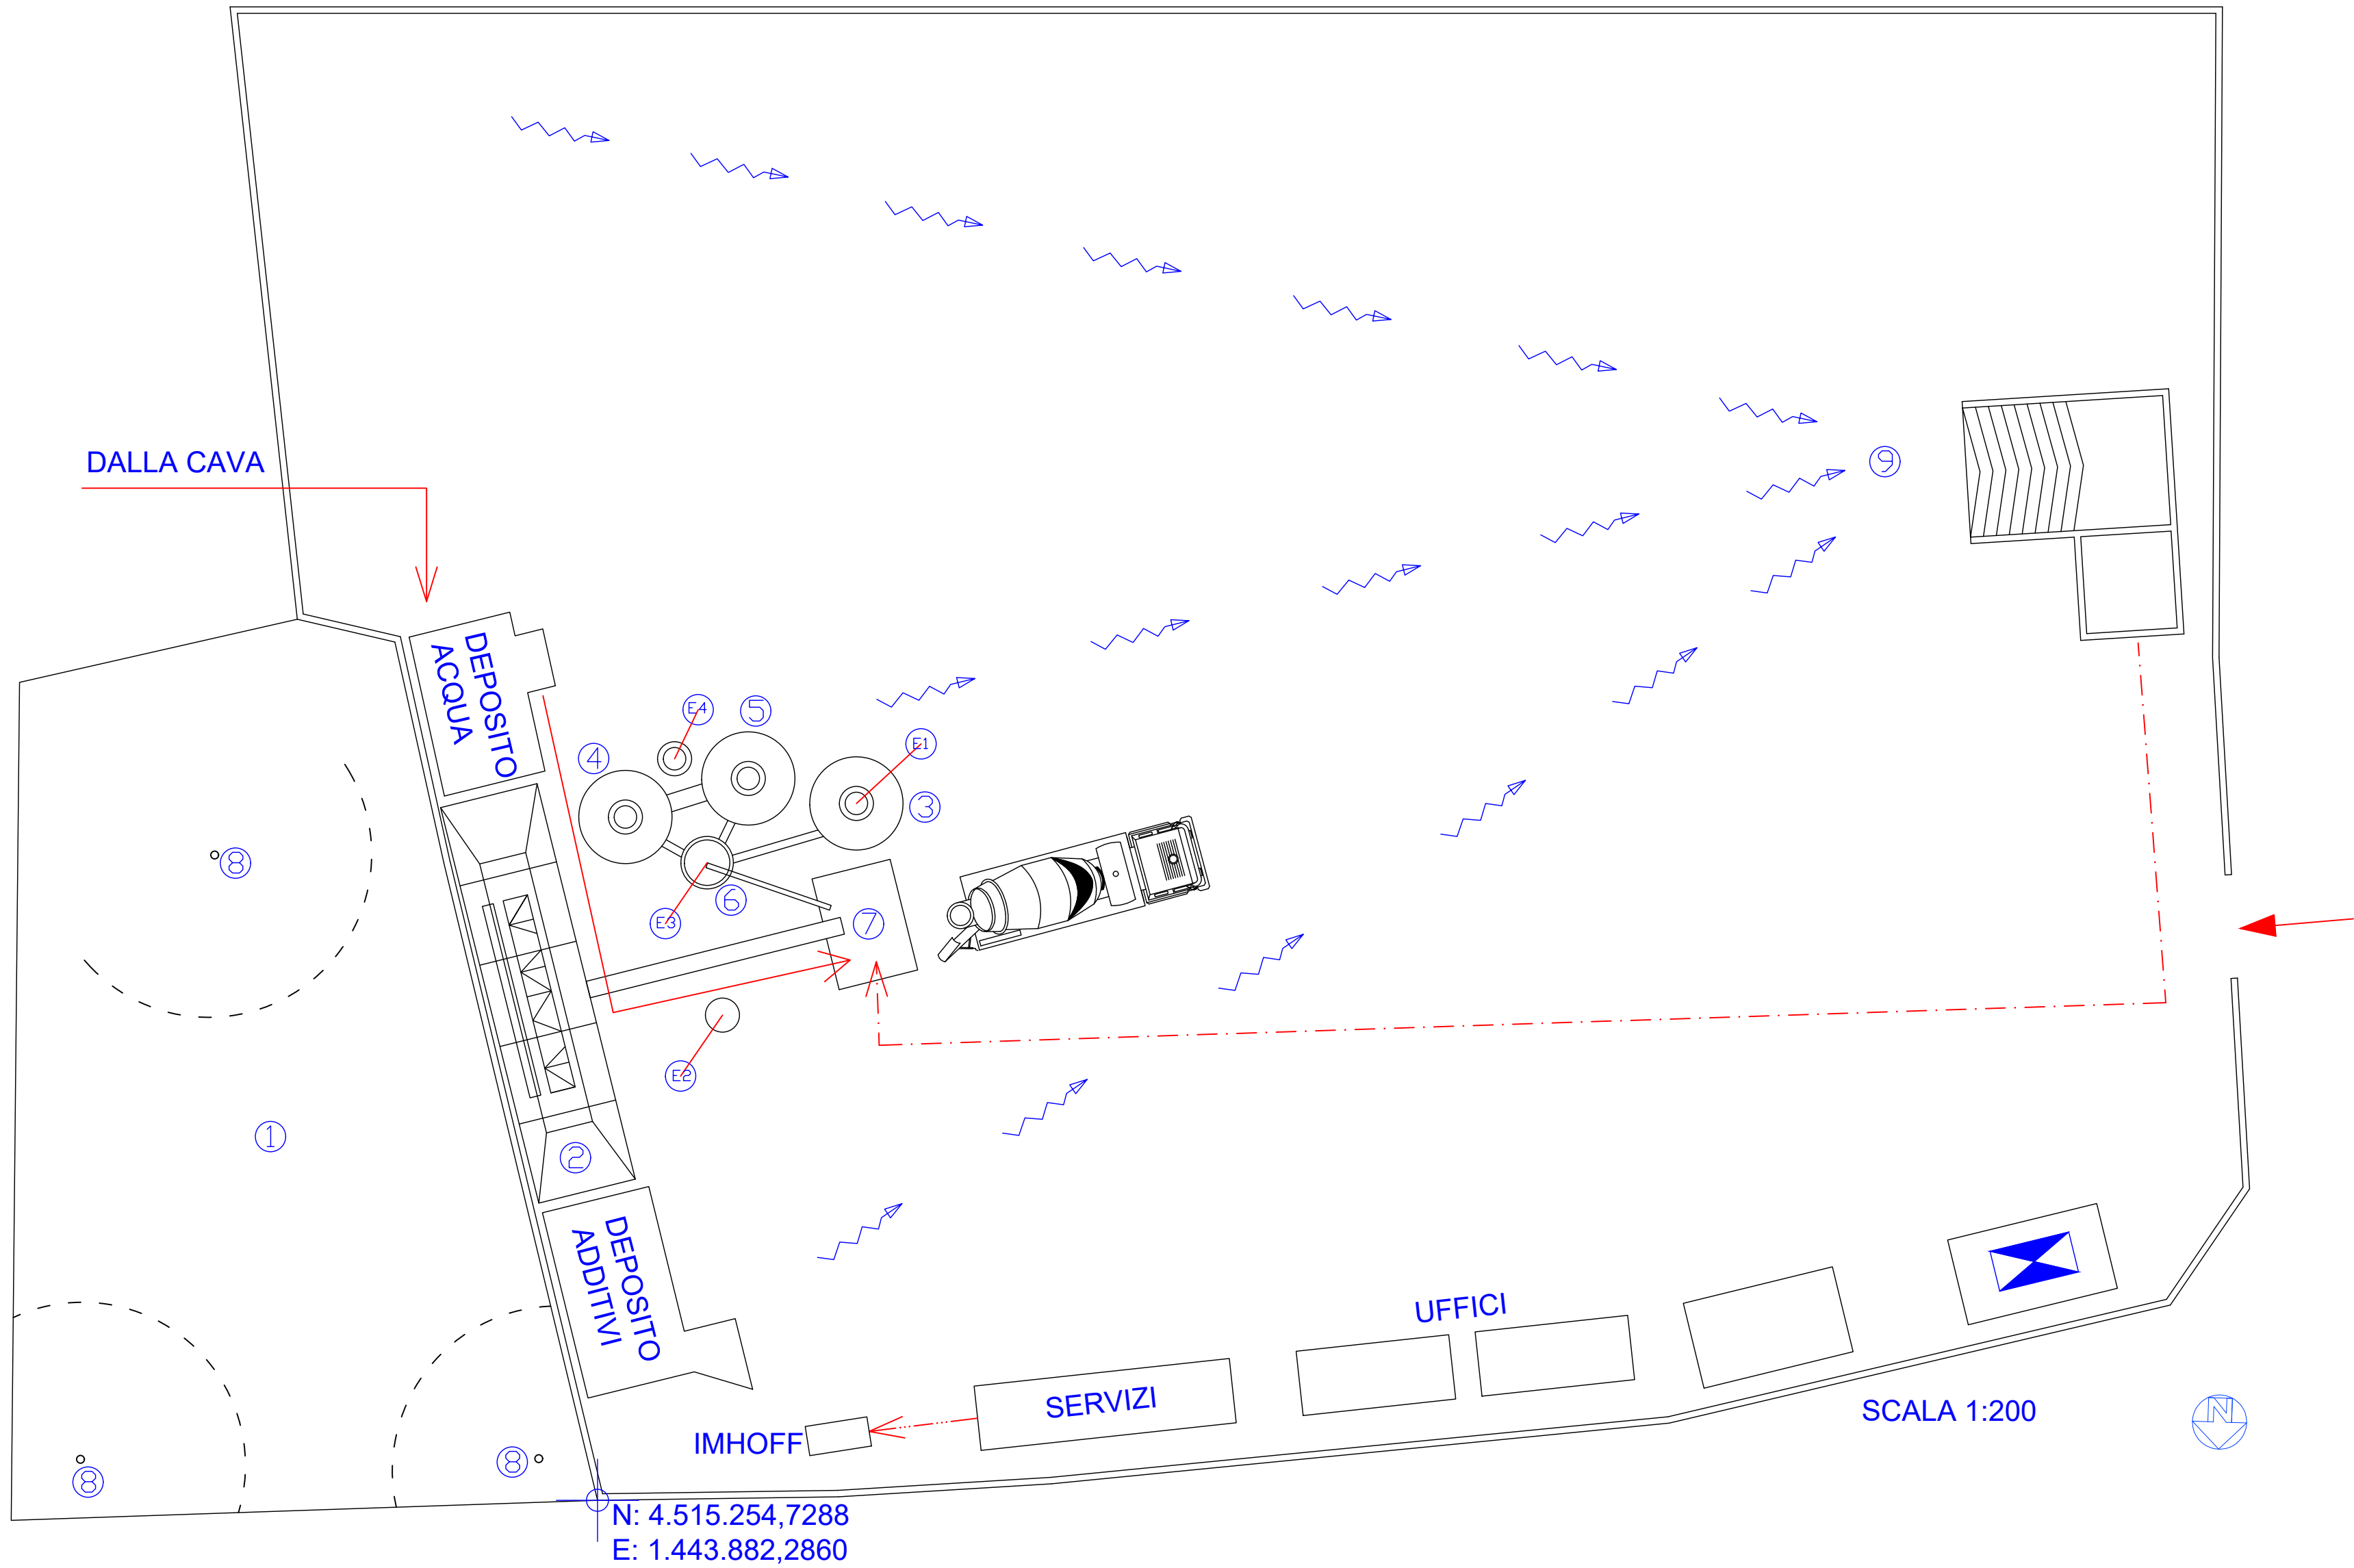 DALLA CAVA
9
DEPOSITO
ACQUA
E4
5
E1
4
3
8
6
E3
7
E2
1
2
DEPOSITO
ADDITIVI
UFFICI
SERVIZI
IMHOFF
SCALA 1:200
N
8
8
N: 4.515.254,7288
E: 1.443.882,2860